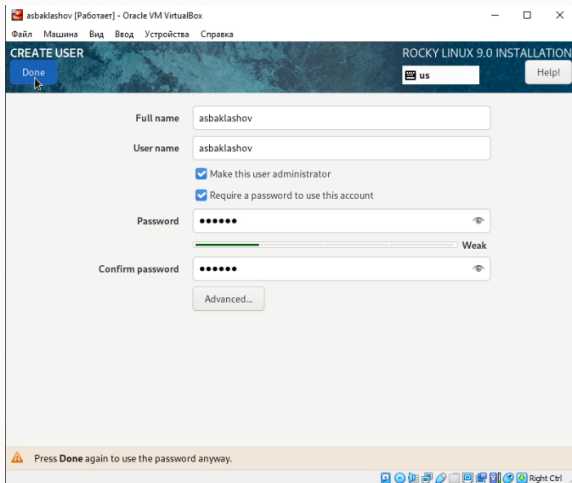 asbaklashov [Работает] - Oracle VM VirtualBox
Файл Машина Вид Ввод Устройства Справка
CREATE USER
ROCKY LINUX 9.0 INSTALLATION
Done
us
Help!
Full name
asbaklashov
User name
asbaklashov
Make this user administrator
Require a password to use this account
Password
••••••
Weak
Confirm password
••••••
Advanced...
Press Done again to use the password anyway.
Right Ctrl